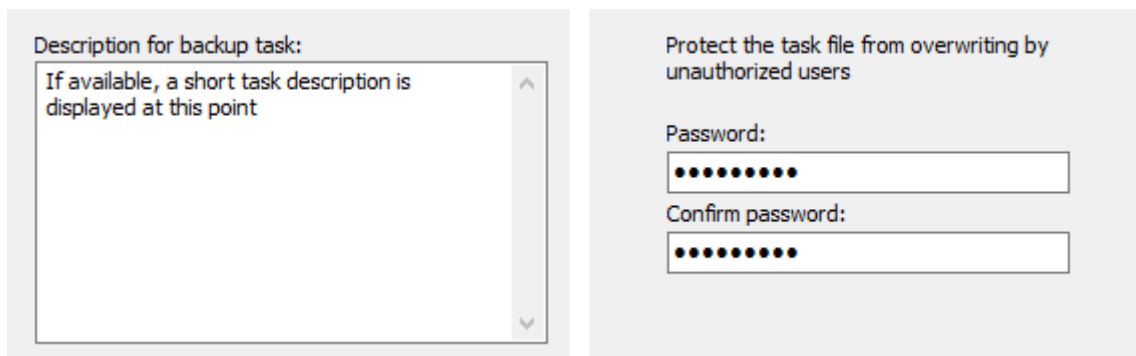 Description for backup task:
If available, a short task description is
displayed at this point
Protect the task file from overwriting by
unauthorized users
Password:
●●●●●●●●●
Confirm password:
●●●●●●●●●